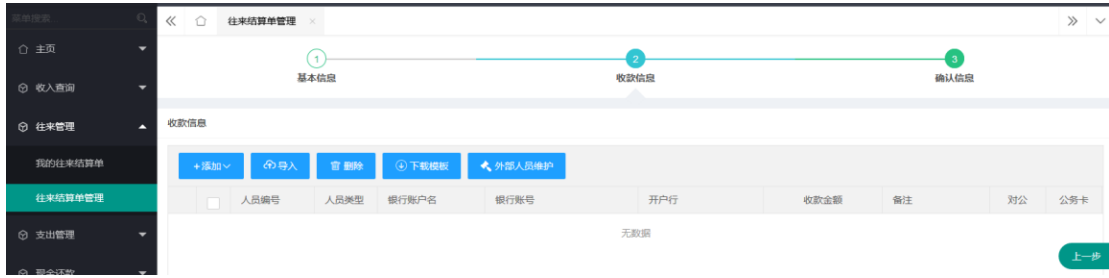 菜单搜索
往来结算单管理 ×
主页
收入查询
往来管理
我的往来结算单
往来结算单管理
支出管理
现金还款
1 2 3
基本信息 收款信息 确认信息
收款信息
+添加 导入 删除 下载模板 外部人员维护
人员编号 人员类型 银行账户名 银行账号 开户行 收款金额 备注 对公 公务卡
无数据
上一步